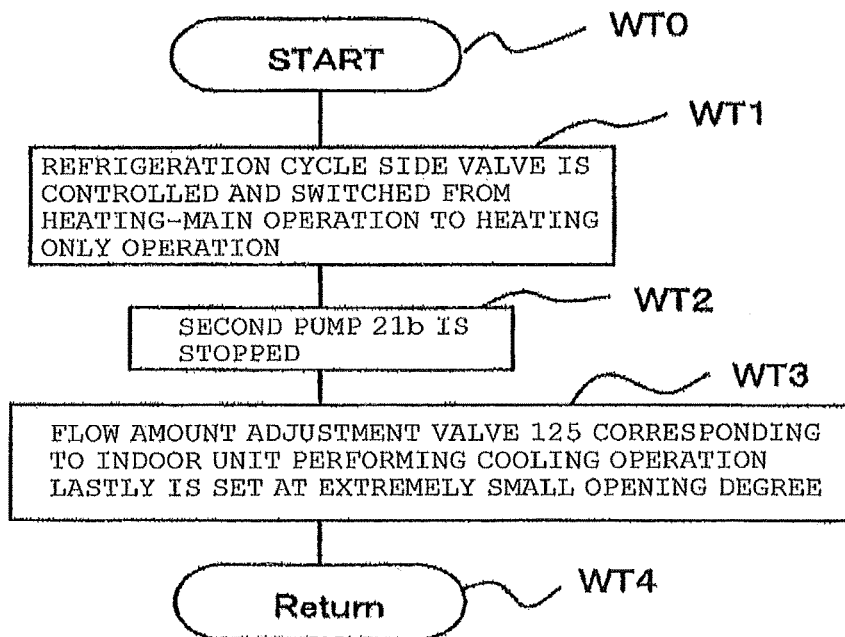 START
WT0
WT1
REFRIGERATION CYCLE SIDE VALVE IS
CONTROLLED AND SWITCHED FROM
HEATING-MAIN OPERATION TO HEATING
ONLY OPERATION
WT2
SECOND PUMP 21b IS
STOPPED
WT3
FLOW AMOUNT ADJUSTMENT VALVE 125 CORRESPONDING
TO INDOOR UNIT PERFORMING COOLING OPERATION
LASTLY IS SET AT EXTREMELY SMALL OPENING DEGREE
Return
WT4